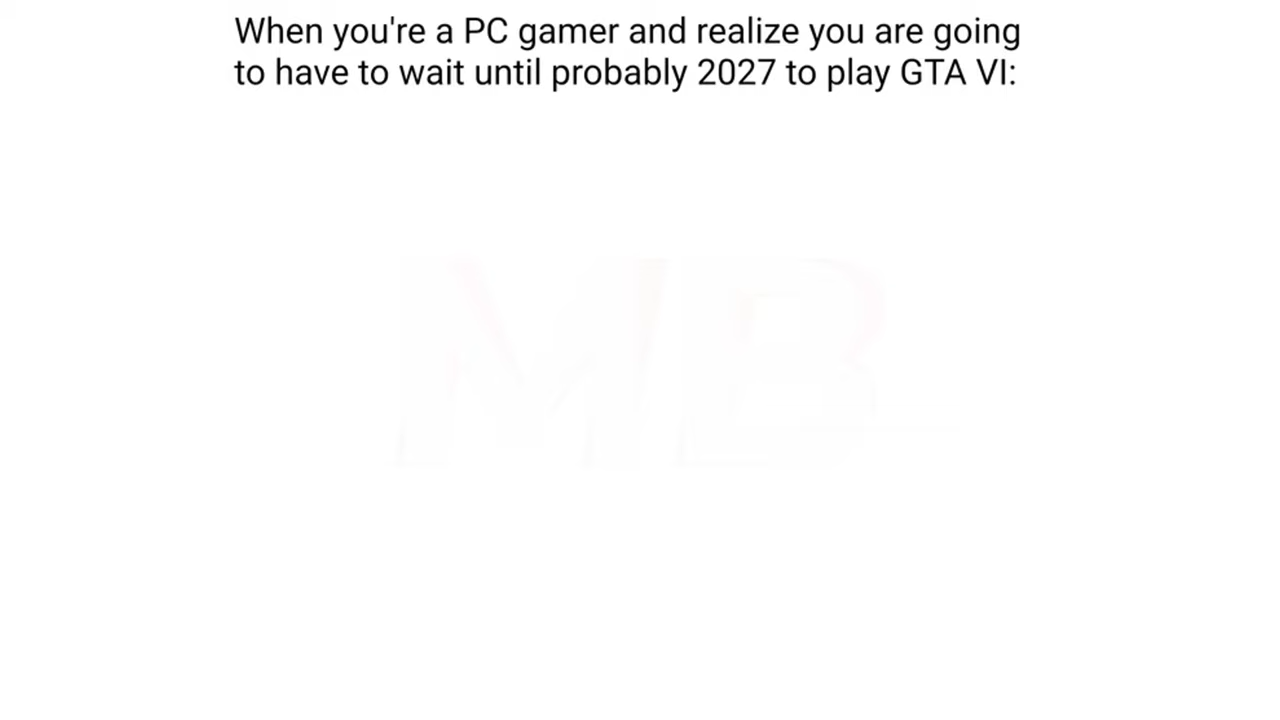 When you're a PC gamer and realize you are going
to have to wait until probably 2027 to play GTA VI:
MB